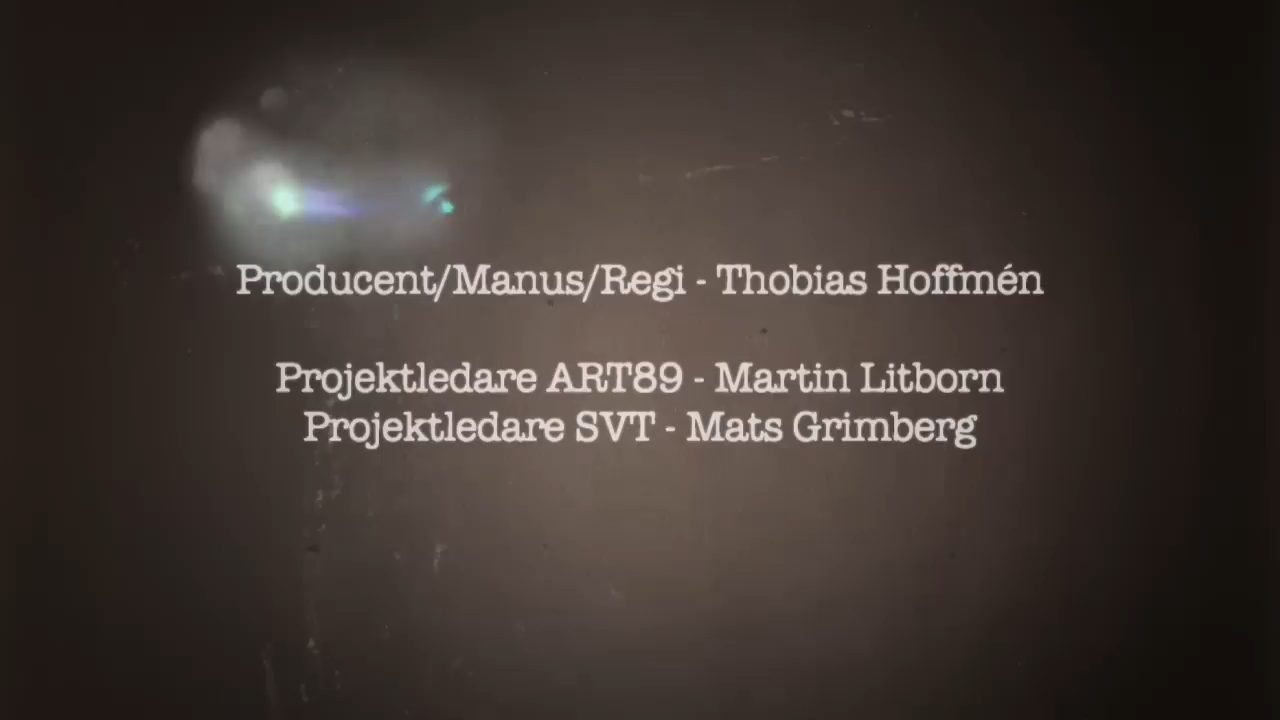 Producent/Manus/Regi - Thobias Hoffmén
Projektledare ART89 - Martin Litborn
Projektledare SVT - Mats Grimberg